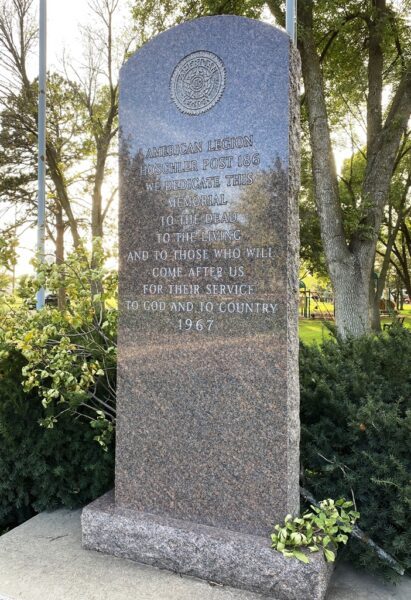 AMERICAN LEGION
POST 186
WE DEDICATE THIS
MEMORIAL
TO THE DEAD
TO THE LIVING
AND TO THOSE WHO WILL
COME AFTER US
FOR THEIR SERVICE
TO GOD AND TO COUNTRY
1967